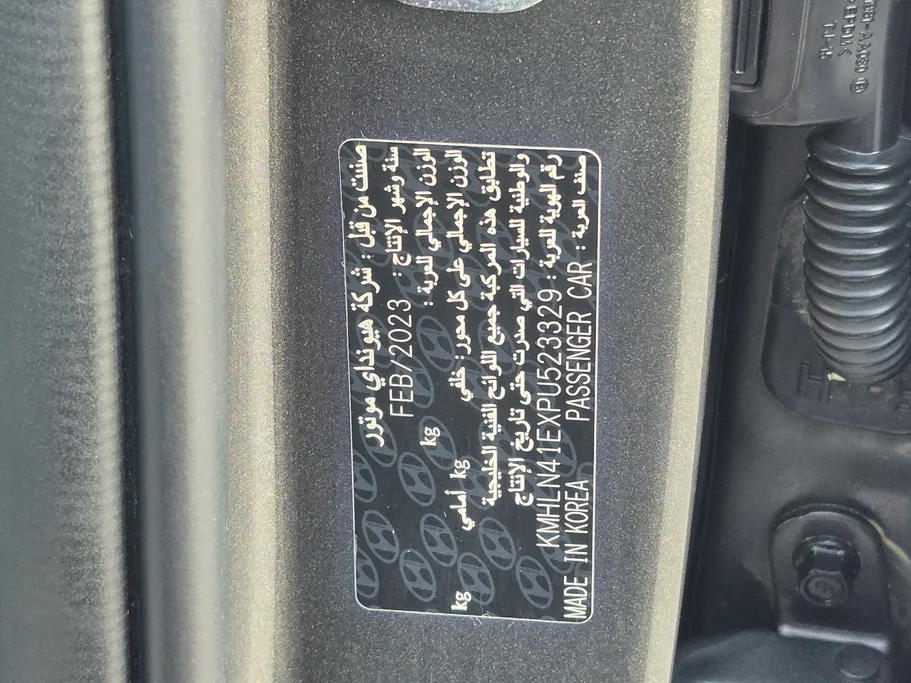 صنعت من قبل : شركة هيونداي موتور
سنة وشهر الإنتاج : FEB/2023
الوزن الإجمالي للعربة : kg
الوزن الإجمالي على كل محور: خلفي kg أمامي kg
تطابق هذه المركبة جميع اللوائح الفنية الخليجية
والوطنية للسيارات التي صدرت حتى تاريخ الإنتاج
رقم الهوية للعربة : KMHLN41EXPU523329
صنف العربة : PASSENGER CAR MADE IN KOREA